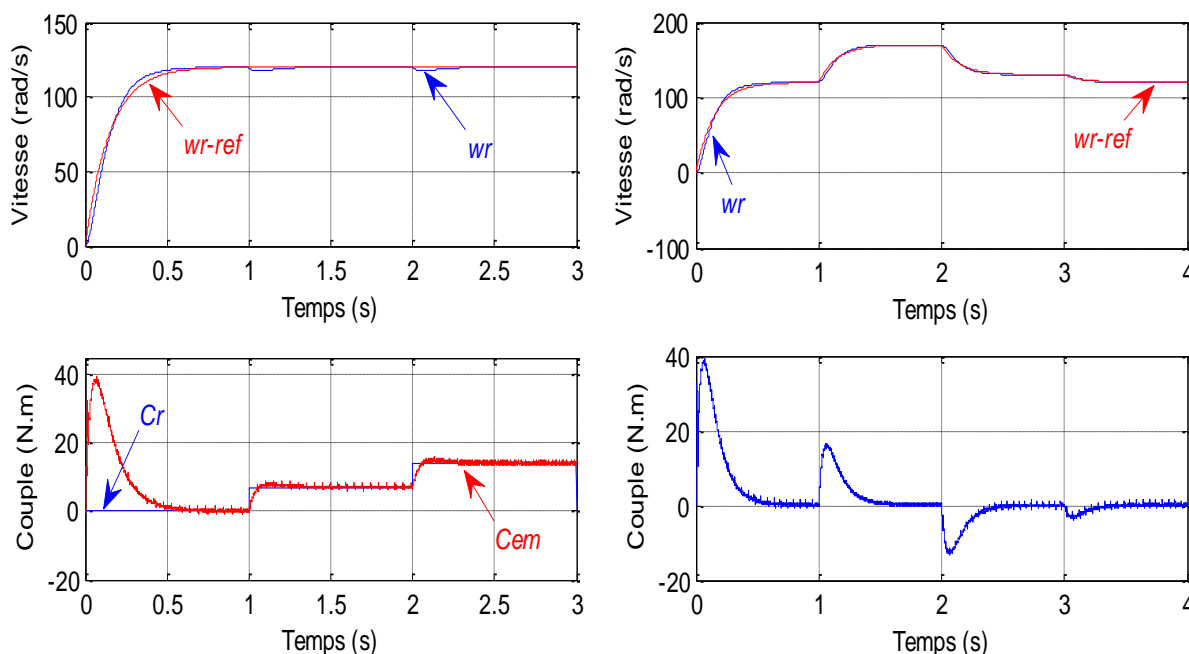 Vitesse (rad/s)
150
100
50
0
wr-ref
wr
0 0.5 1 1.5 2 2.5 3
Temps (s)
Vitesse (rad/s)
200
100
0
-100
wr
wr-ref
0 1 2 3 4
Temps (s)
Couple (N.m)
40
20
0
-20
Cr
Cem
0 0.5 1 1.5 2 2.5 3
Temps (s)
Couple (N.m)
40
20
0
-20
0 1 2 3 4
Temps (s)